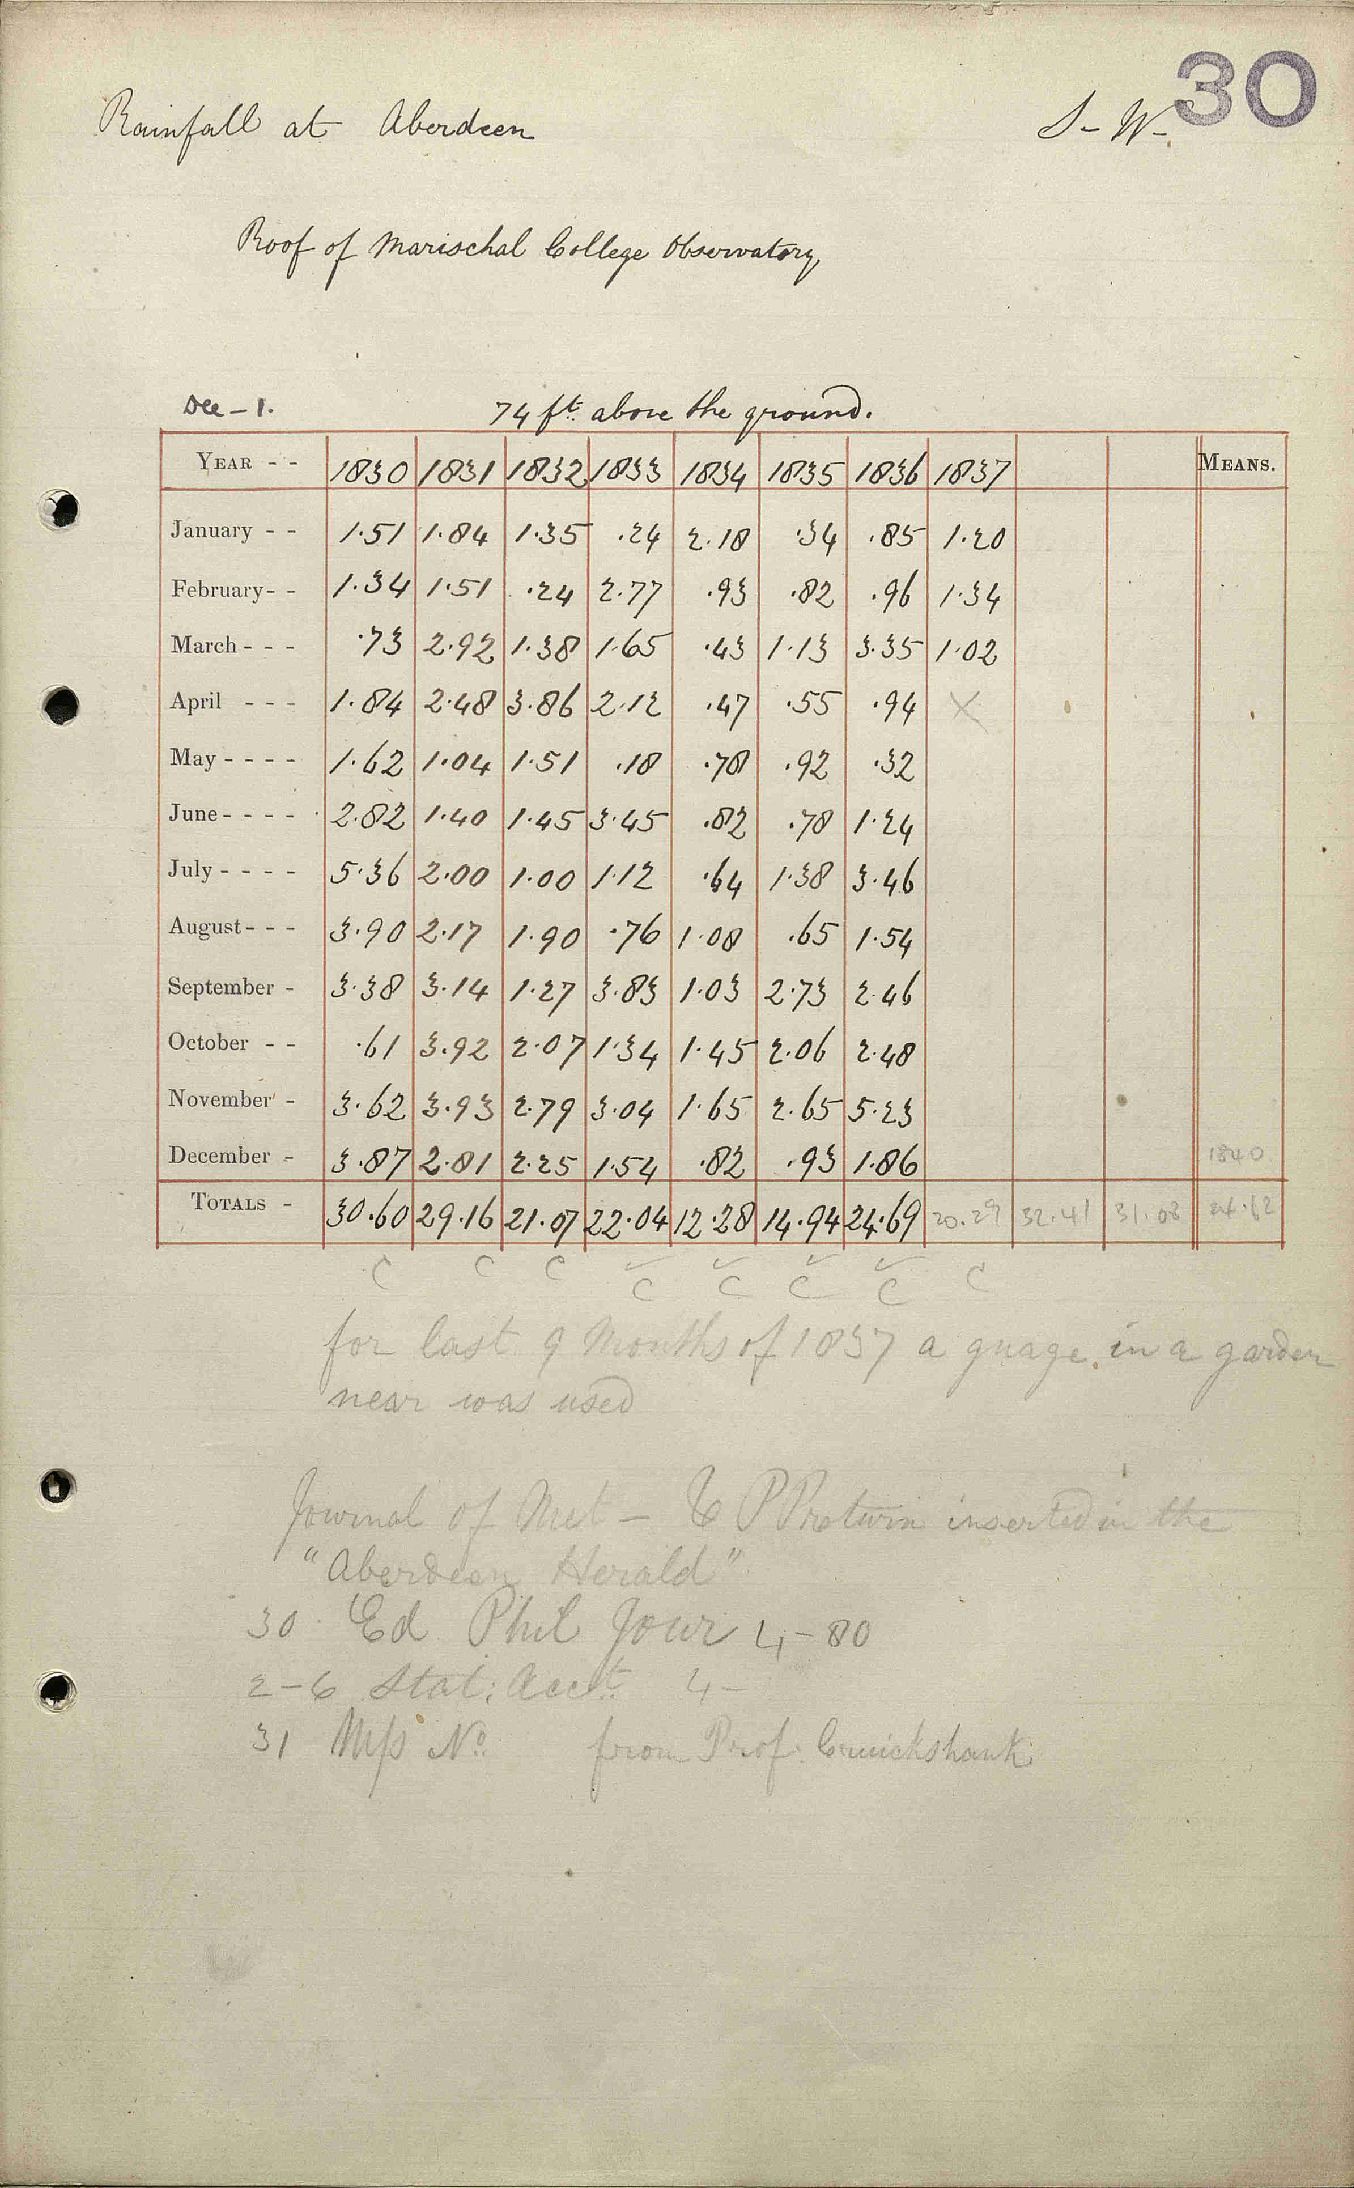 30
Rainfall at Aberdeen S-W-
Roof of Marischal College Observatory
Dec-1. 74 ft. above the ground.
YEAR - - 1830 1831 1832 1833 1834 1835 1836 1837 MEANS.
January - - 1.51 1.84 1.35 .24 2.18 .34 .85 1.20
February - - 1.34 1.51 .24 2.77 .93 .82 .96 1.34
March - - - .73 2.92 1.38 1.65 .43 1.13 3.35 1.02
April - - - 1.84 2.48 3.86 2.12 .47 .55 .94 X
May - - - - 1.62 1.04 1.51 .18 .78 .92 .32
June - - - - 2.82 1.40 1.45 3.45 .82 .78 1.24
July - - - - 5.36 2.00 1.00 1.12 .64 1.38 3.46
August - - - 3.90 2.17 1.90 .76 1.08 .65 1.54
September - 3.38 3.14 1.27 3.83 1.03 2.73 2.46
October - - .61 3.92 2.07 1.34 1.45 2.06 2.48
November - 3.62 3.93 2.79 3.04 1.65 2.65 5.23
December - 3.87 2.81 2.25 1.54 .82 .93 1.86 1840
TOTALS - 30.60 29.16 21.07 22.04 12.28 14.94 24.69 20.29 32.41 31.08 24.62
C C C C C C C C
for last 9 Months of 1837 a guage in a garden
near was used
Journal of Met - inserted in the
"Aberdeen Herald"
30 Ed Phil Jour 4-80
2-6 Stat: Acct. 4-
31 Mss No. from Prof. Cruickshank